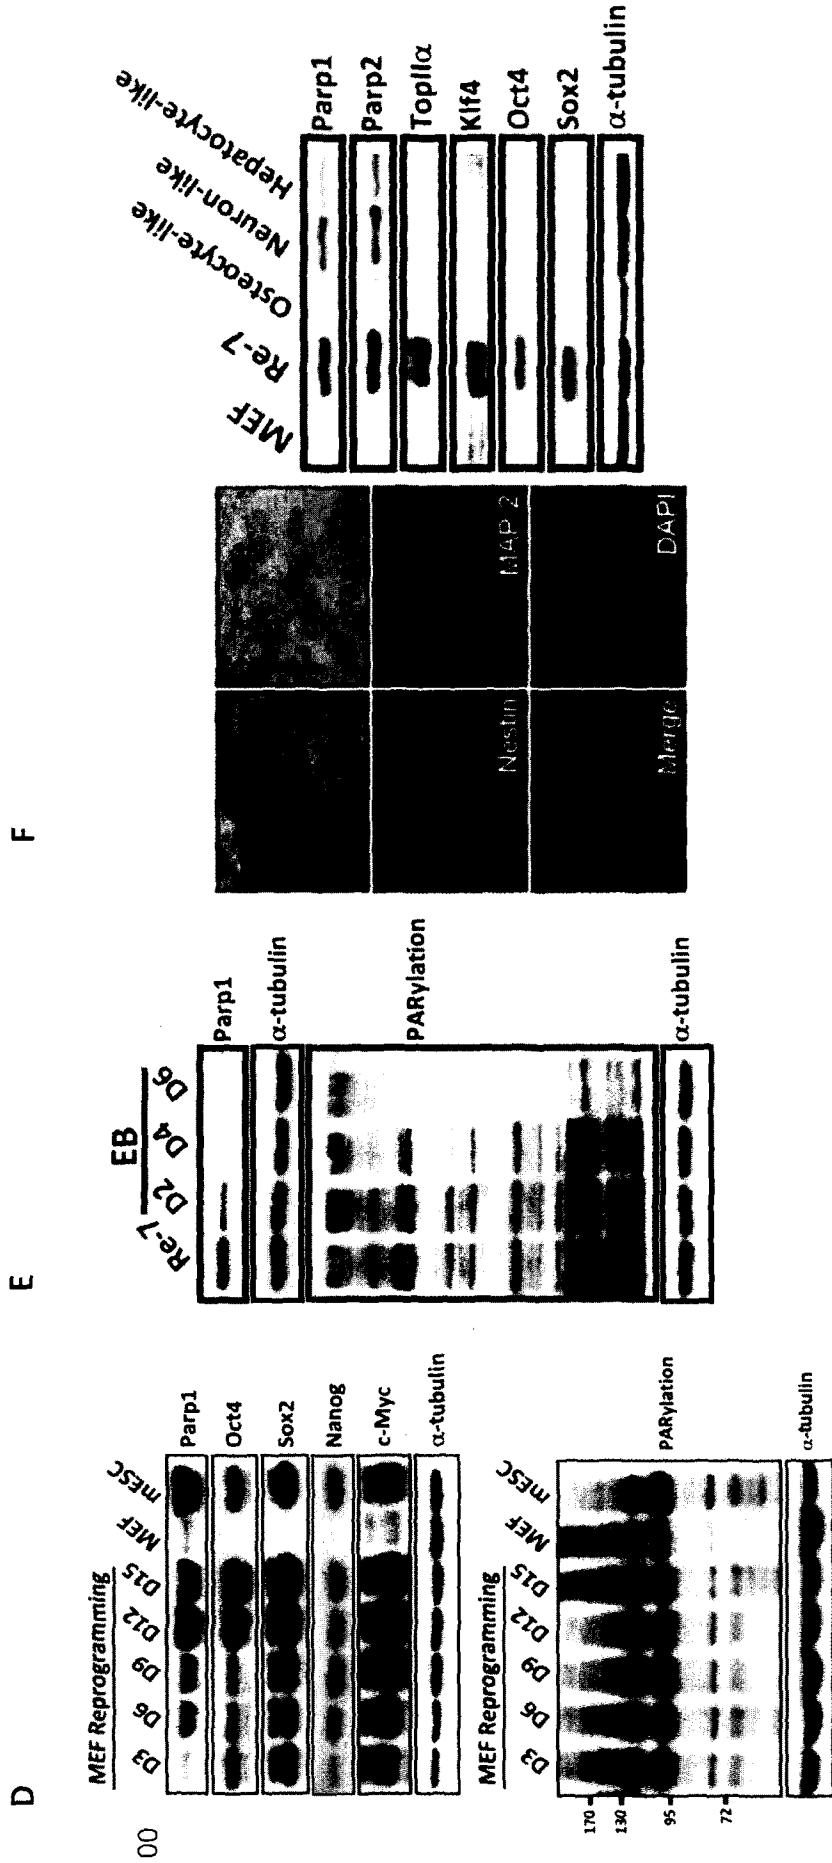 D
MEF Reprogramming
D3 D6 D9 D12 D15 MEF mESC
Parp1
Oct4
Sox2
Nanog
c-Myc
α-tubulin
00
MEF Reprogramming
D3 D6 D9 D12 D15 MEF mESC
170
130
95
72
PARylation
α-tubulin
E
EB
Re-7 D2 D4 D6
Parp1
α-tubulin
PARylation
α-tubulin
F
Nestin
MAP 2
Merge
DAPI
MEF Re-7 Osteocyte-like Neuron-like Hepatocyte-like
Parp1
Parp2
TopIIα
Klf4
Oct4
Sox2
α-tubulin